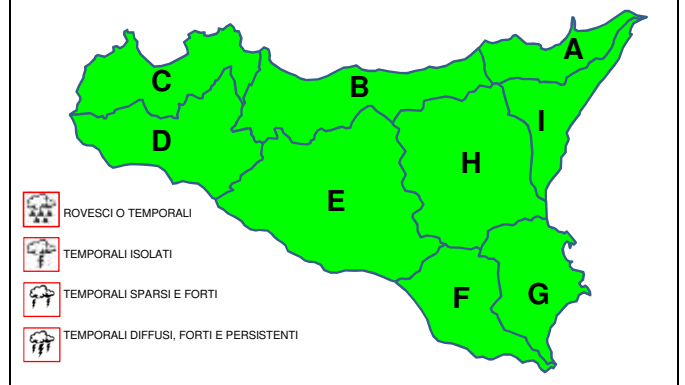 A
C
B
I
D
H
E
F
G
ROVESCI O TEMPORALI
TEMPORALI ISOLATI
TEMPORALI SPARSI E FORTI
TEMPORALI DIFFUSI, FORTI E PERSISTENTI